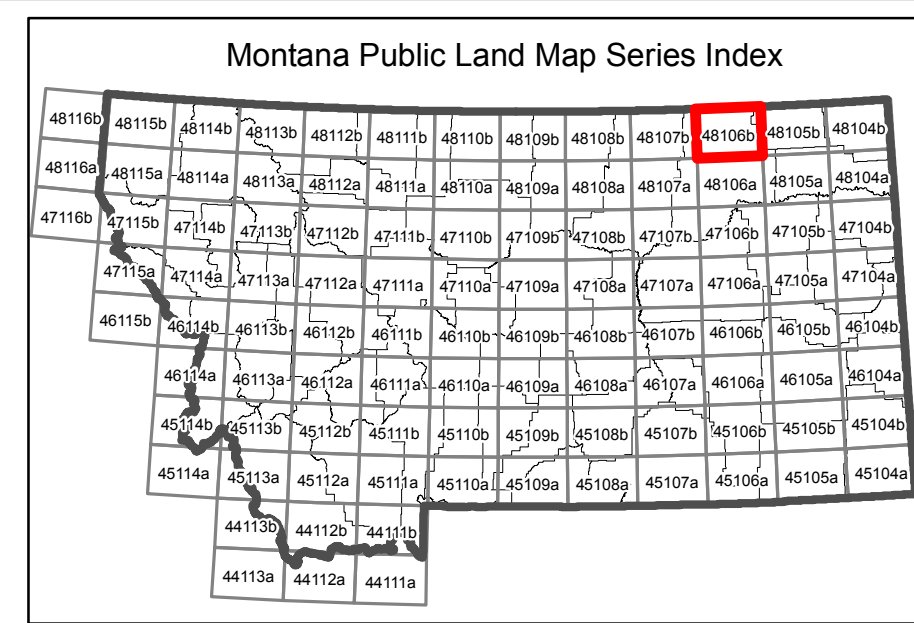 Montana Public Land Map Series Index
48116b 48115b 48114b 48113b 48112b 48111b 48110b 48109b 48108b 48107b 48106b 48105b 48104b
48116a 48115a 48114a 48113a 48112a 48111a 48110a 48109a 48108a 48107a 48106a 48105a 48104a
47116b 47115b 47114b 47113b 47112b 47111b 47110b 47109b 47108b 47107b 47106b 47105b 47104b
47115a 47114a 47113a 47112a 47111a 47110a 47109a 47108a 47107a 47106a 47105a 47104a
46115b 46114b 46113b 46112b 46111b 46110b 46109b 46108b 46107b 46106b 46105b 46104b
46114a 46113a 46112a 46111a 46110a 46109a 46108a 46107a 46106a 46105a 46104a
45114b 45113b 45112b 45111b 45110b 45109b 45108b 45107b 45106b 45105b 45104b
45114a 45113a 45112a 45111a 45110a 45109a 45108a 45107a 45106a 45105a 45104a
44113b 44112b 44111b
44113a 44112a 44111a